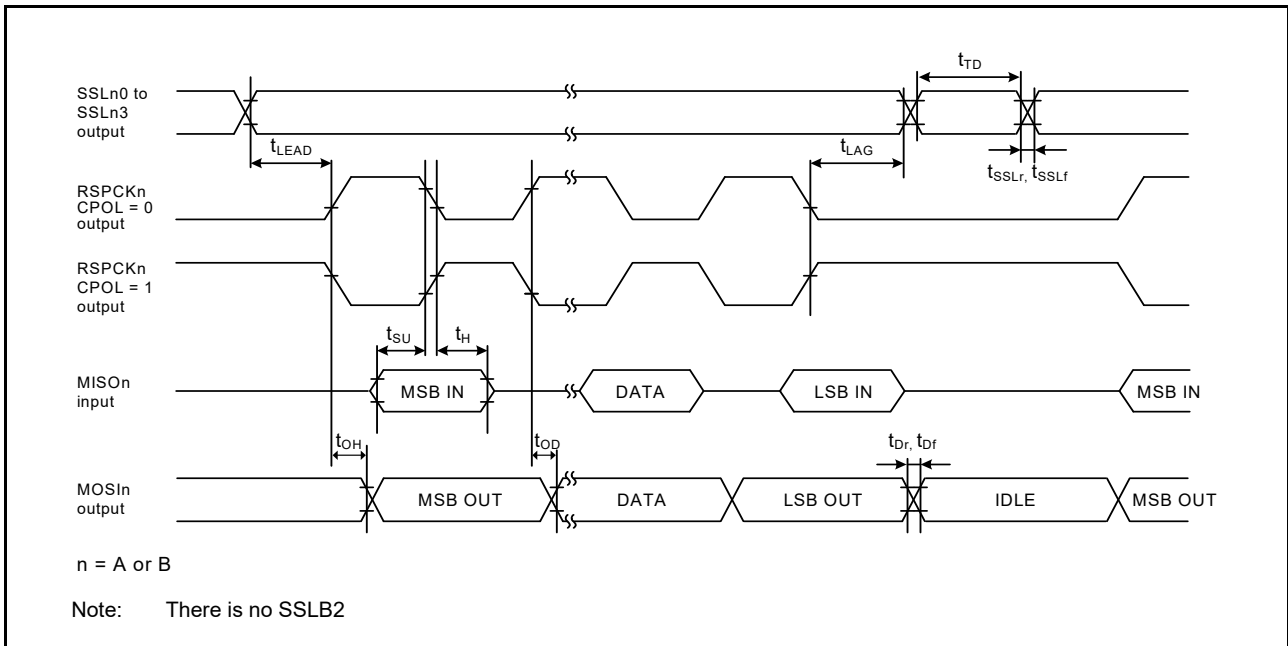 tTD
SSLn0 to
SSLn3
output
tLEAD
tLAG
tSSLr, tSSLf
RSPCKn
CPOL = 0
output
RSPCKn
CPOL = 1
output
tSU
tH
MISOn
input
MSB IN
DATA
LSB IN
MSB IN
tOH
tOD
tDr, tDf
MOSIn
output
MSB OUT
DATA
LSB OUT
IDLE
MSB OUT
n = A or B
Note: There is no SSLB2